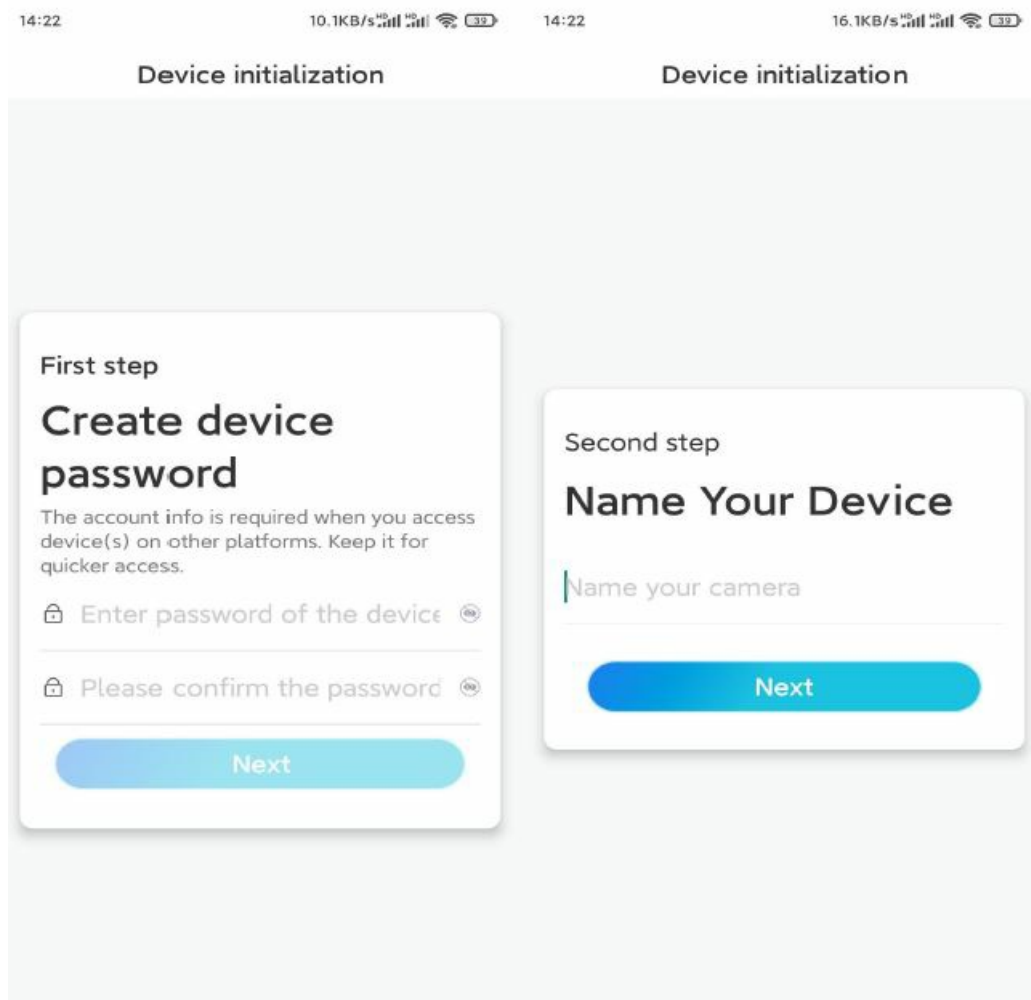 14:22
10.1KB/s
39
Device initialization
First step
Create device
password
The account info is required when you access
device(s) on other platforms. Keep it for
quicker access.
Enter password of the device
Please confirm the password
Next
14:22
16.1KB/s
39
Device initialization
Second step
Name Your Device
Name your camera
Next